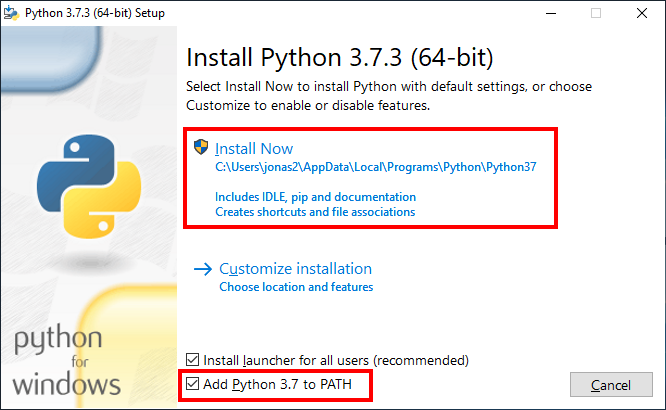 Python 3.7.3 (64-bit) Setup
Install Python 3.7.3 (64-bit)
Select Install Now to install Python with default settings, or choose
Customize to enable or disable features.
Install Now
C:\Users\jonas2\AppData\Local\Programs\Python\Python37
Includes IDLE, pip and documentation
Creates shortcuts and file associations
Customize installation
Choose location and features
python
for
windows
Install launcher for all users (recommended)
Add Python 3.7 to PATH
Cancel